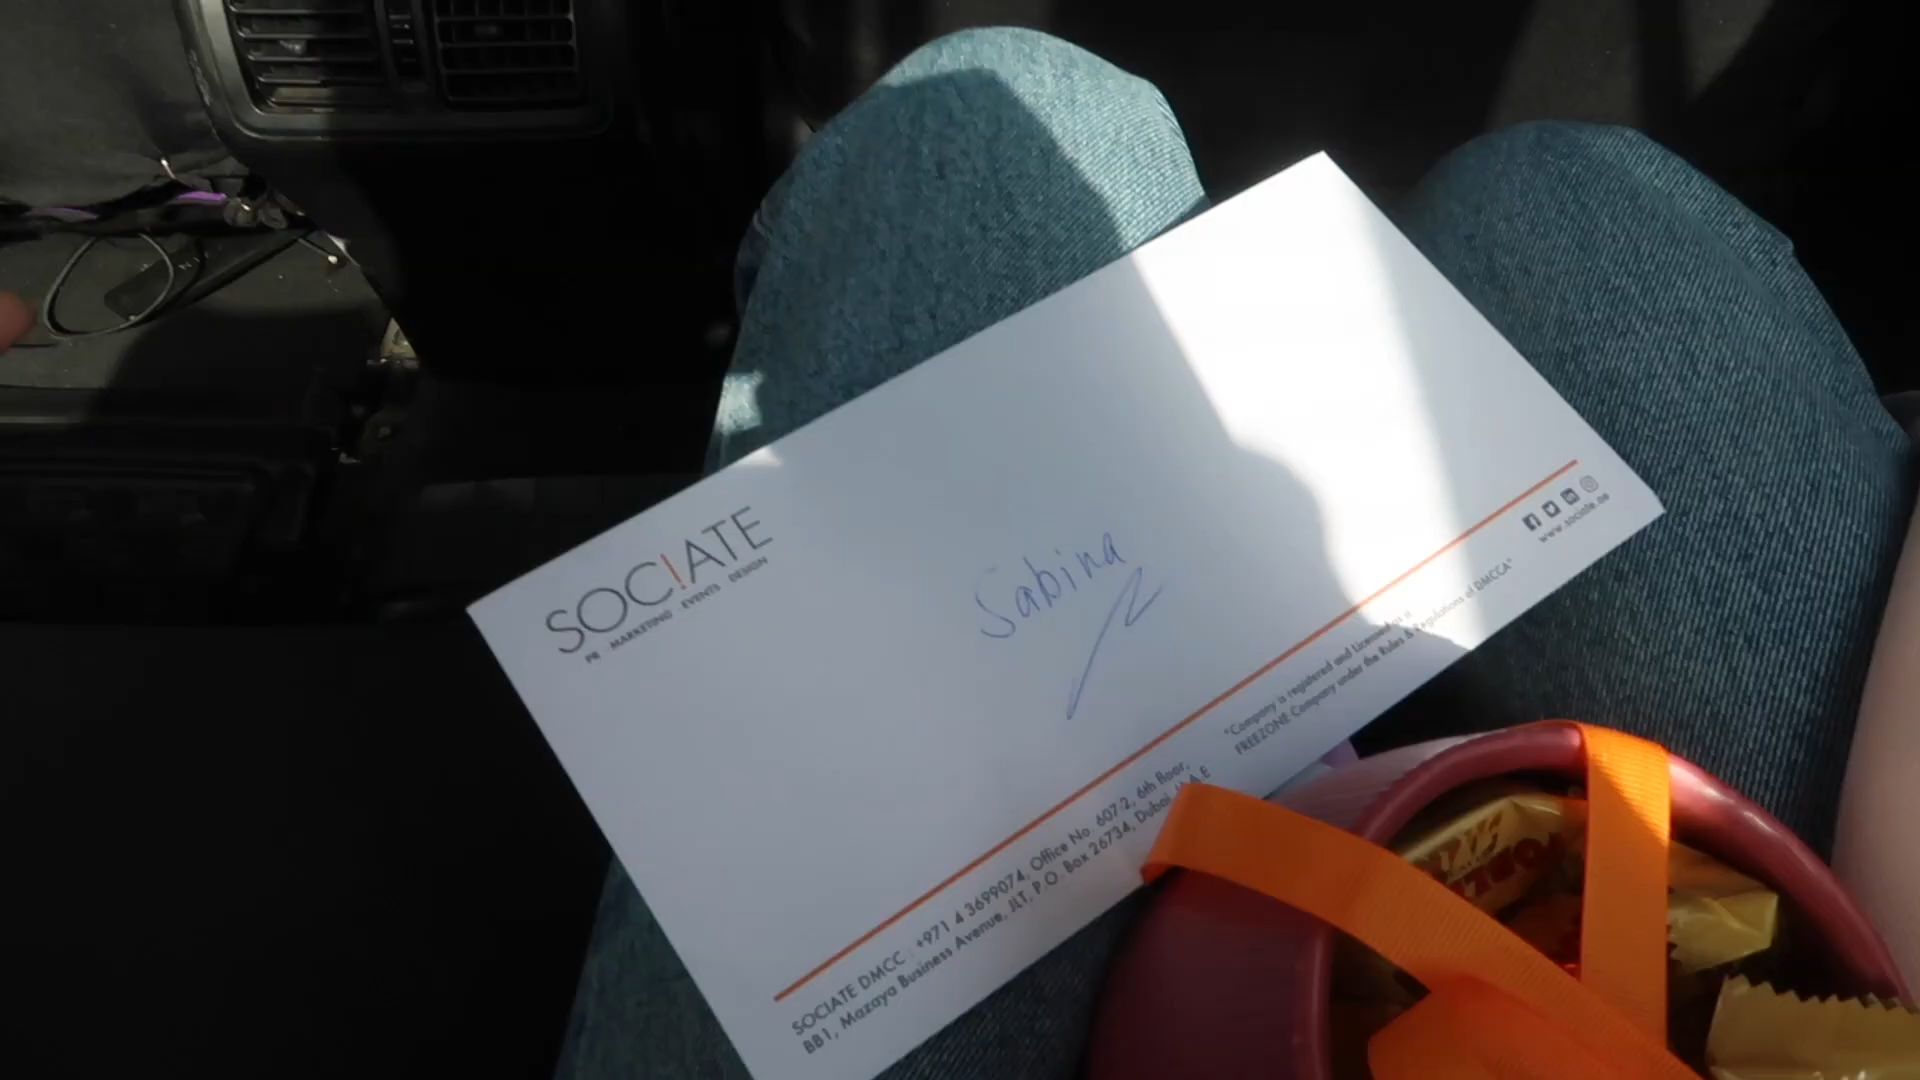 SOC!ATE
PR . MARKETING . EVENTS . DESIGN
Sabina
www.sociate.ae
"Company is registered and Licensed as a
FREEZONE Company under the Rules & Regulations of DMCCA"
SOCIATE DMCC : +971 4 3699074, Office No. 607-2, 6th floor,
BB1, Mazaya Business Avenue, JLT, P.O. Box 26734, Dubai, U.A.E